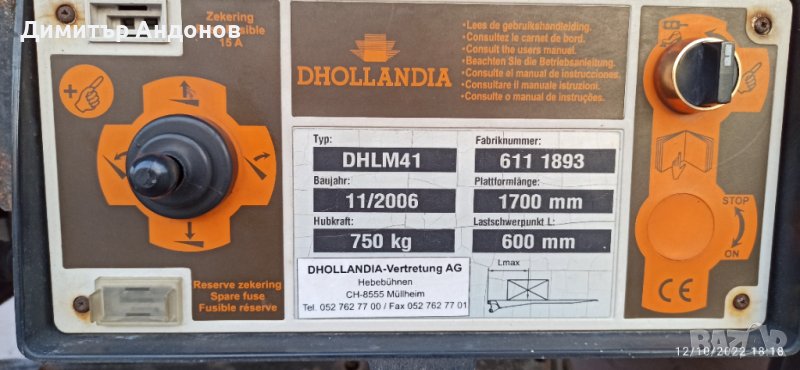 Димитър Андонов
Zekering
15 A
DHOLLANDIA
•Lees de gebruikshandleiding.
•Consultez le carnet de bord.
•Consult the users manual.
•Beachten Sie die Betriebsanleitung.
•Consulte el manual de instrucciones.
•Consultare il manuale istruzioni.
•Consulte o manual de instruções.
Typ:
DHLM41
Baujahr:
11/2006
Hubkraft:
750 kg
Fabriknummer:
611 1893
Plattformlänge:
1700 mm
Lastschwerpunkt L:
600 mm
DHOLLANDIA-Vertretung AG
Hebebühnen
CH-8555 Müllheim
Tel. 052 762 77 00 / Fax 052 762 77 01
Lmax
STOP
ON
CE
Reserve zekering
Spare fuse
Fusible réserve
BAZAR
12/10/2022 18:18